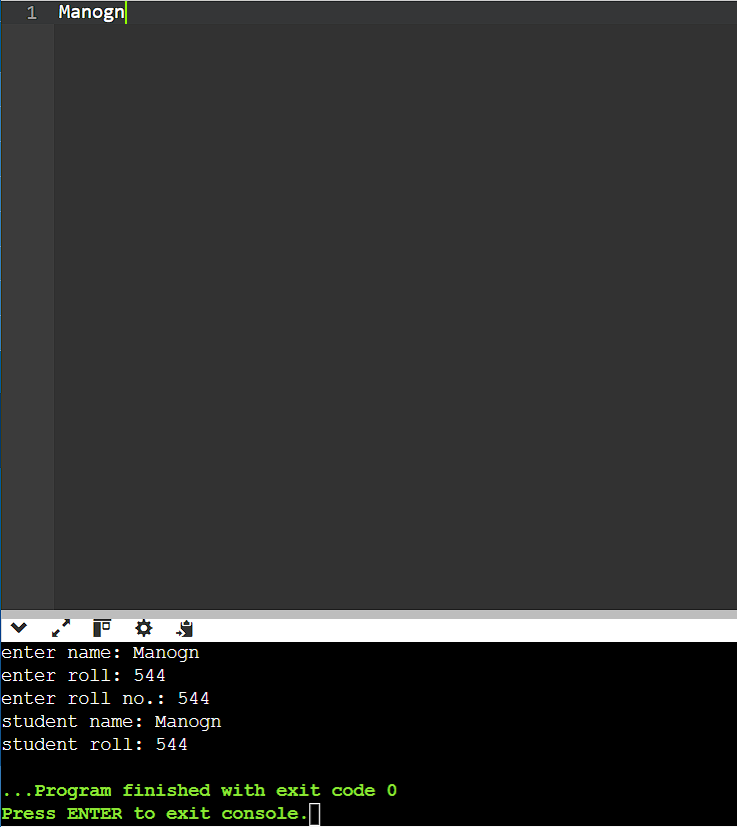 1 Manogn
enter name: Manogn
enter roll: 544
enter roll no.: 544
student name: Manogn
student roll: 544
...Program finished with exit code 0
Press ENTER to exit console.